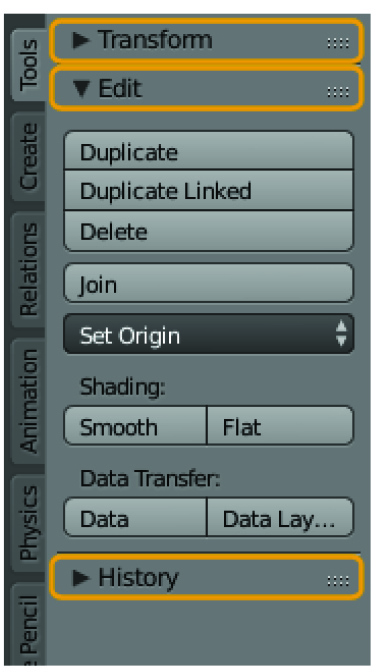 Transform
Edit
Duplicate
Duplicate Linked
Delete
Join
Set Origin
Shading:
Smooth Flat
Data Transfer:
Data Data Lay...
History
Tools
Create
Relations
Animation
Physics
Pencil